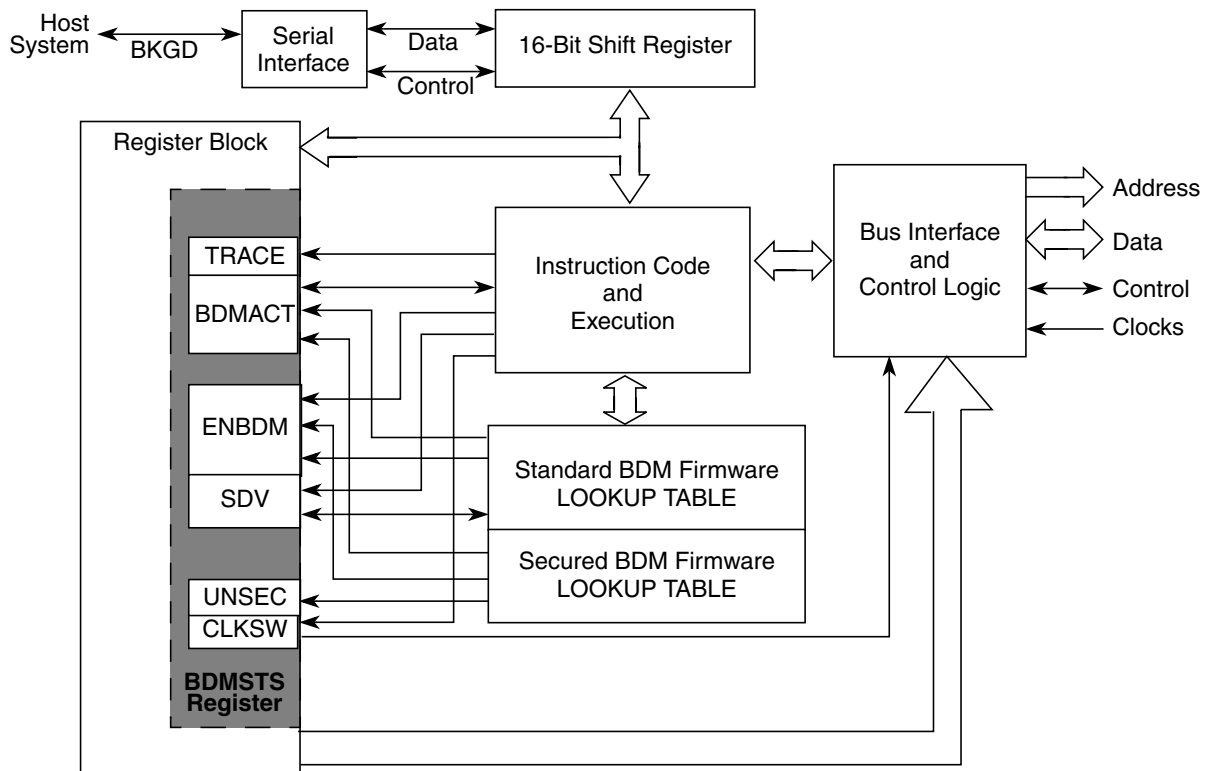 Host
System
BKGD
Serial
Interface
Data
Control
16-Bit Shift Register
Register Block
TRACE
BDMACT
ENBDM
SDV
UNSEC
CLKSW
BDMSTS
Register
Instruction Code
and
Execution
Standard BDM Firmware
LOOKUP TABLE
Secured BDM Firmware
LOOKUP TABLE
Bus Interface
and
Control Logic
Address
Data
Control
Clocks